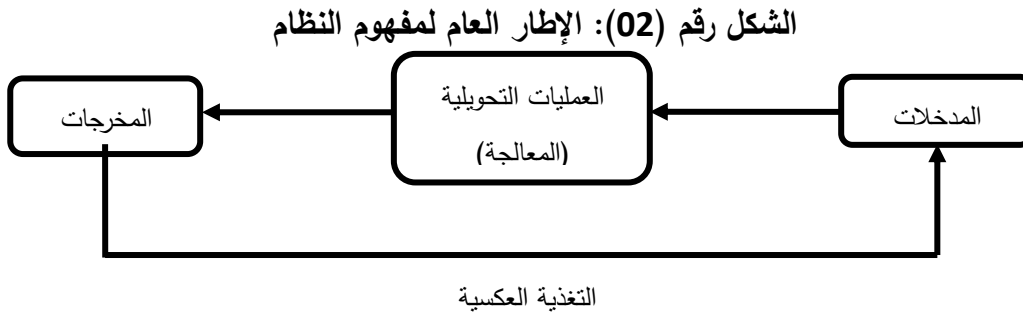 الشكل رقم (02): الإطار العام لمفهوم النظام
المدخلات
العمليات التحويلية
(المعالجة)
المخرجات
التغذية العكسية